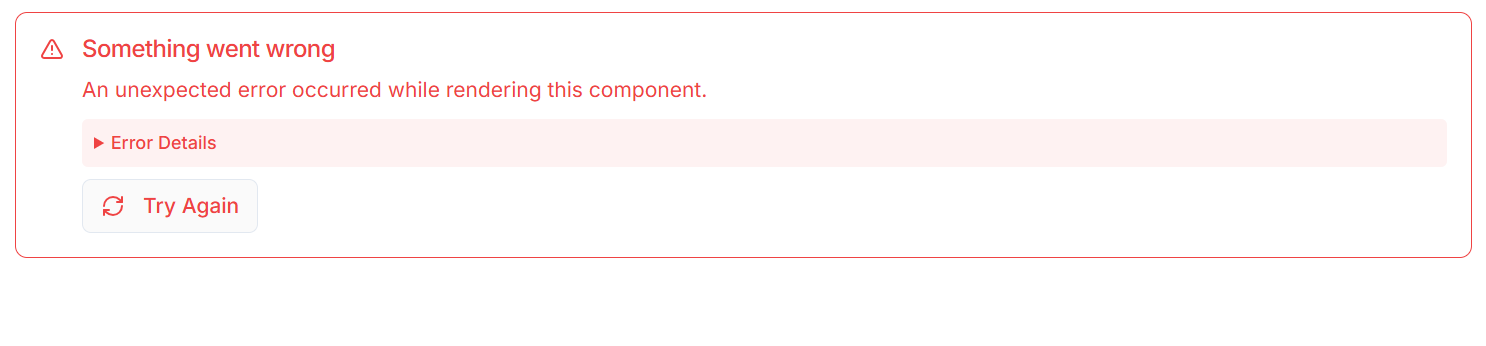 Something went wrong
An unexpected error occurred while rendering this component.
Error Details
Try Again